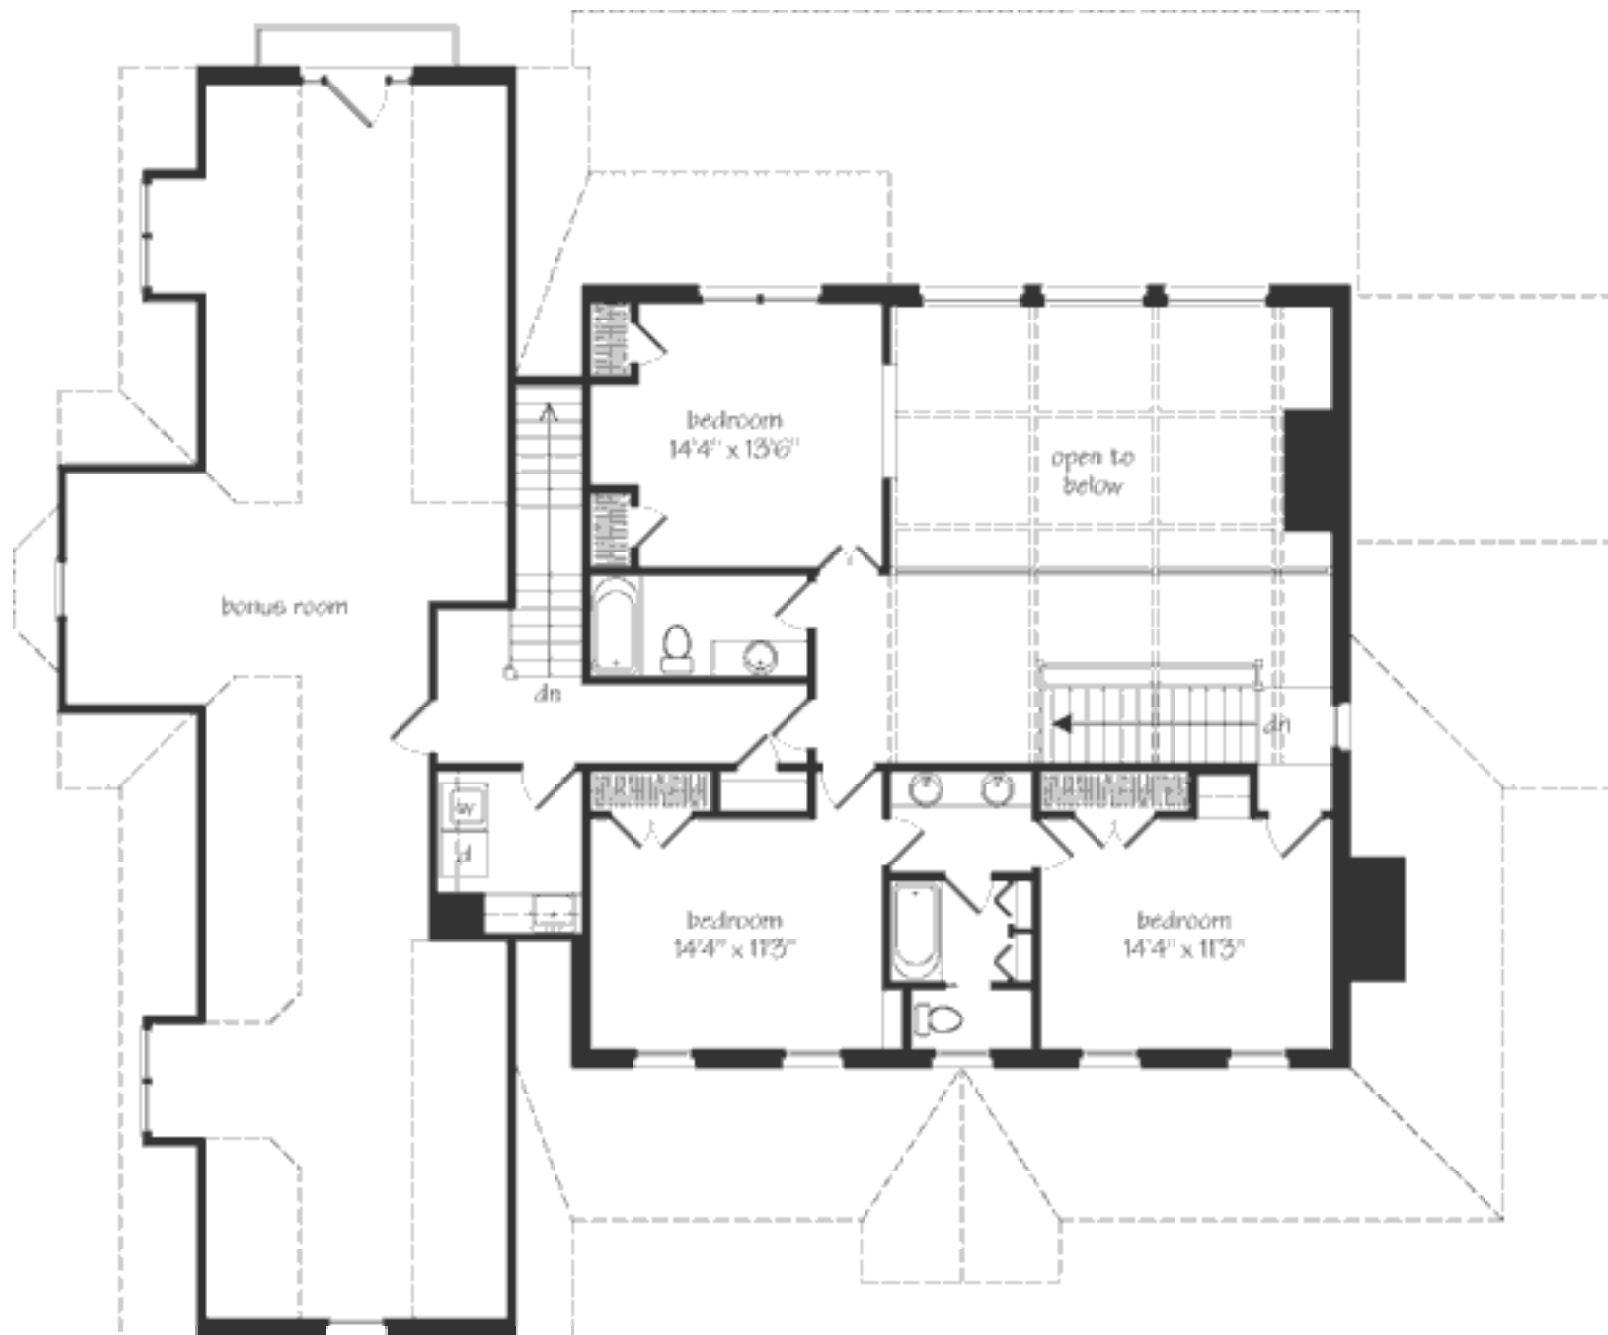 bedroom
14'4" x 13'6"
open to
below
bonus room
dn
dn
w
d
bedroom
14'4" x 11'3"
bedroom
14'4" x 11'3"